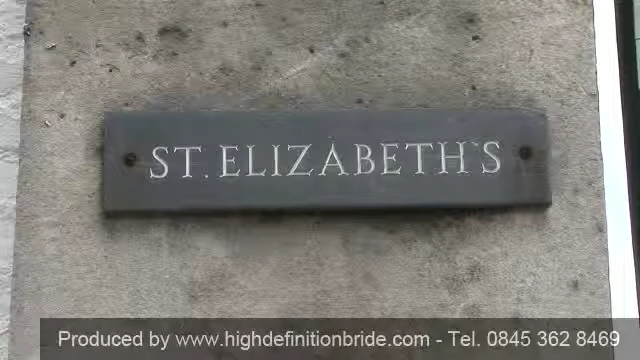 ST. ELIZABETH'S
Produced by www.highdefinitionbride.com - Tel. 0845 362 8469